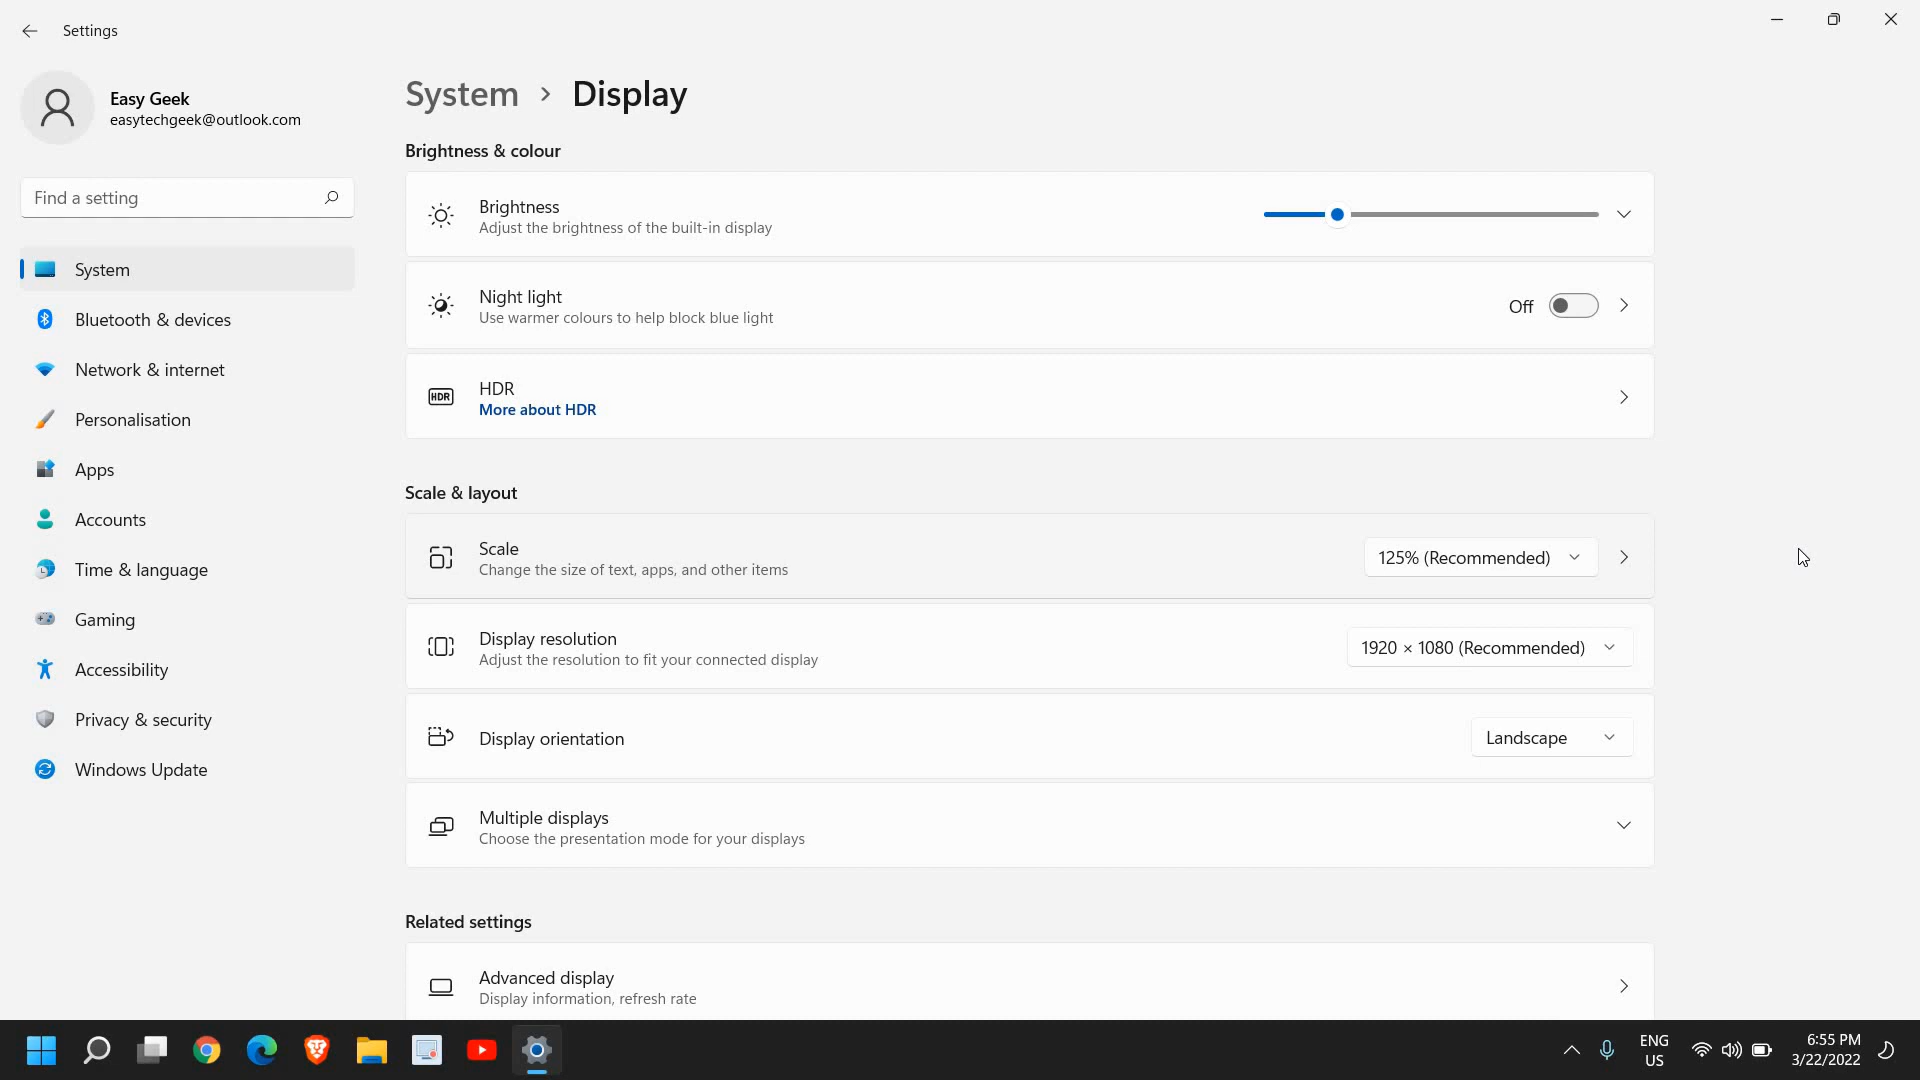 Settings
Easy Geek
easytechgeek@outlook.com
Find a setting
System
Bluetooth & devices
Network & internet
Personalisation
Apps
Accounts
Time & language
Gaming
Accessibility
Privacy & security
Windows Update
System > Display
Brightness & colour
Brightness
Adjust the brightness of the built-in display
Night light
Use warmer colours to help block blue light
Off
HDR
HDR
More about HDR
Scale & layout
Scale
Change the size of text, apps, and other items
125% (Recommended)
Display resolution
Adjust the resolution to fit your connected display
1920 × 1080 (Recommended)
Display orientation
Landscape
Multiple displays
Choose the presentation mode for your displays
Related settings
Advanced display
Display information, refresh rate
ENG
US
6:55 PM
3/22/2022